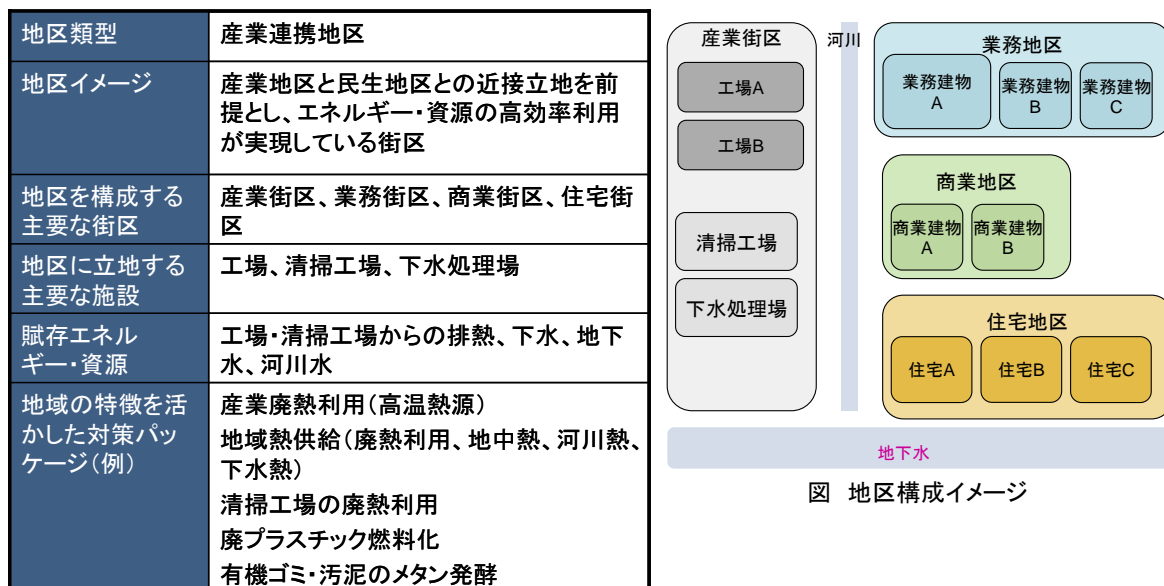 地区類型
産業連携地区
地区イメージ
産業地区と民生地区との近接立地を前
提とし、エネルギー・資源の高効率利用
が実現している街区
地区を構成する
主要な街区
産業街区、業務街区、商業街区、住宅街
区
地区に立地する
主要な施設
工場、清掃工場、下水処理場
賦存エネル
ギー・資源
工場・清掃工場からの排熱、下水、地下
水、河川水
地域の特徴を活
かした対策パッ
ケージ(例)
産業廃熱利用(高温熱源)
地域熱供給(廃熱利用、地中熱、河川熱、
下水熱)
清掃工場の廃熱利用
廃プラスチック燃料化
有機ゴミ・汚泥のメタン発酵
産業街区
工場A
工場B
清掃工場
下水処理場
河川
業務地区
業務建物
A
業務建物
B
業務建物
C
商業地区
商業建物
A
商業建物
B
住宅地区
住宅A
住宅B
住宅C
地下水
図 地区構成イメージ